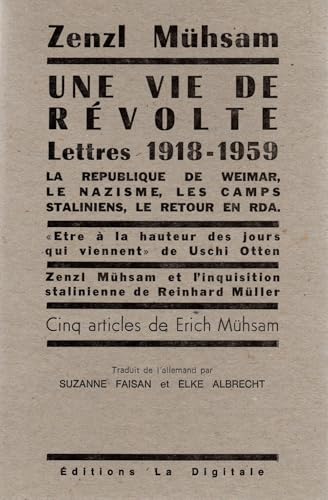 Zenzl Mühsam
UNE VIE DE
RÉVOLTE
Lettres 1918-1959
LA REPUBLIQUE DE WEIMAR,
LE NAZISME, LES CAMPS
STALINIENS, LE RETOUR EN RDA.
«Etre à la hauteur des jours
qui viennent» de Uschi Otten
Zenzl Mühsam et l'inquisition
stalinienne de Reinhard Müller
Cinq articles de Erich Mühsam
Traduit de l'allemand par
SUZANNE FAISAN et ELKE ALBRECHT
Éditions La Digitale